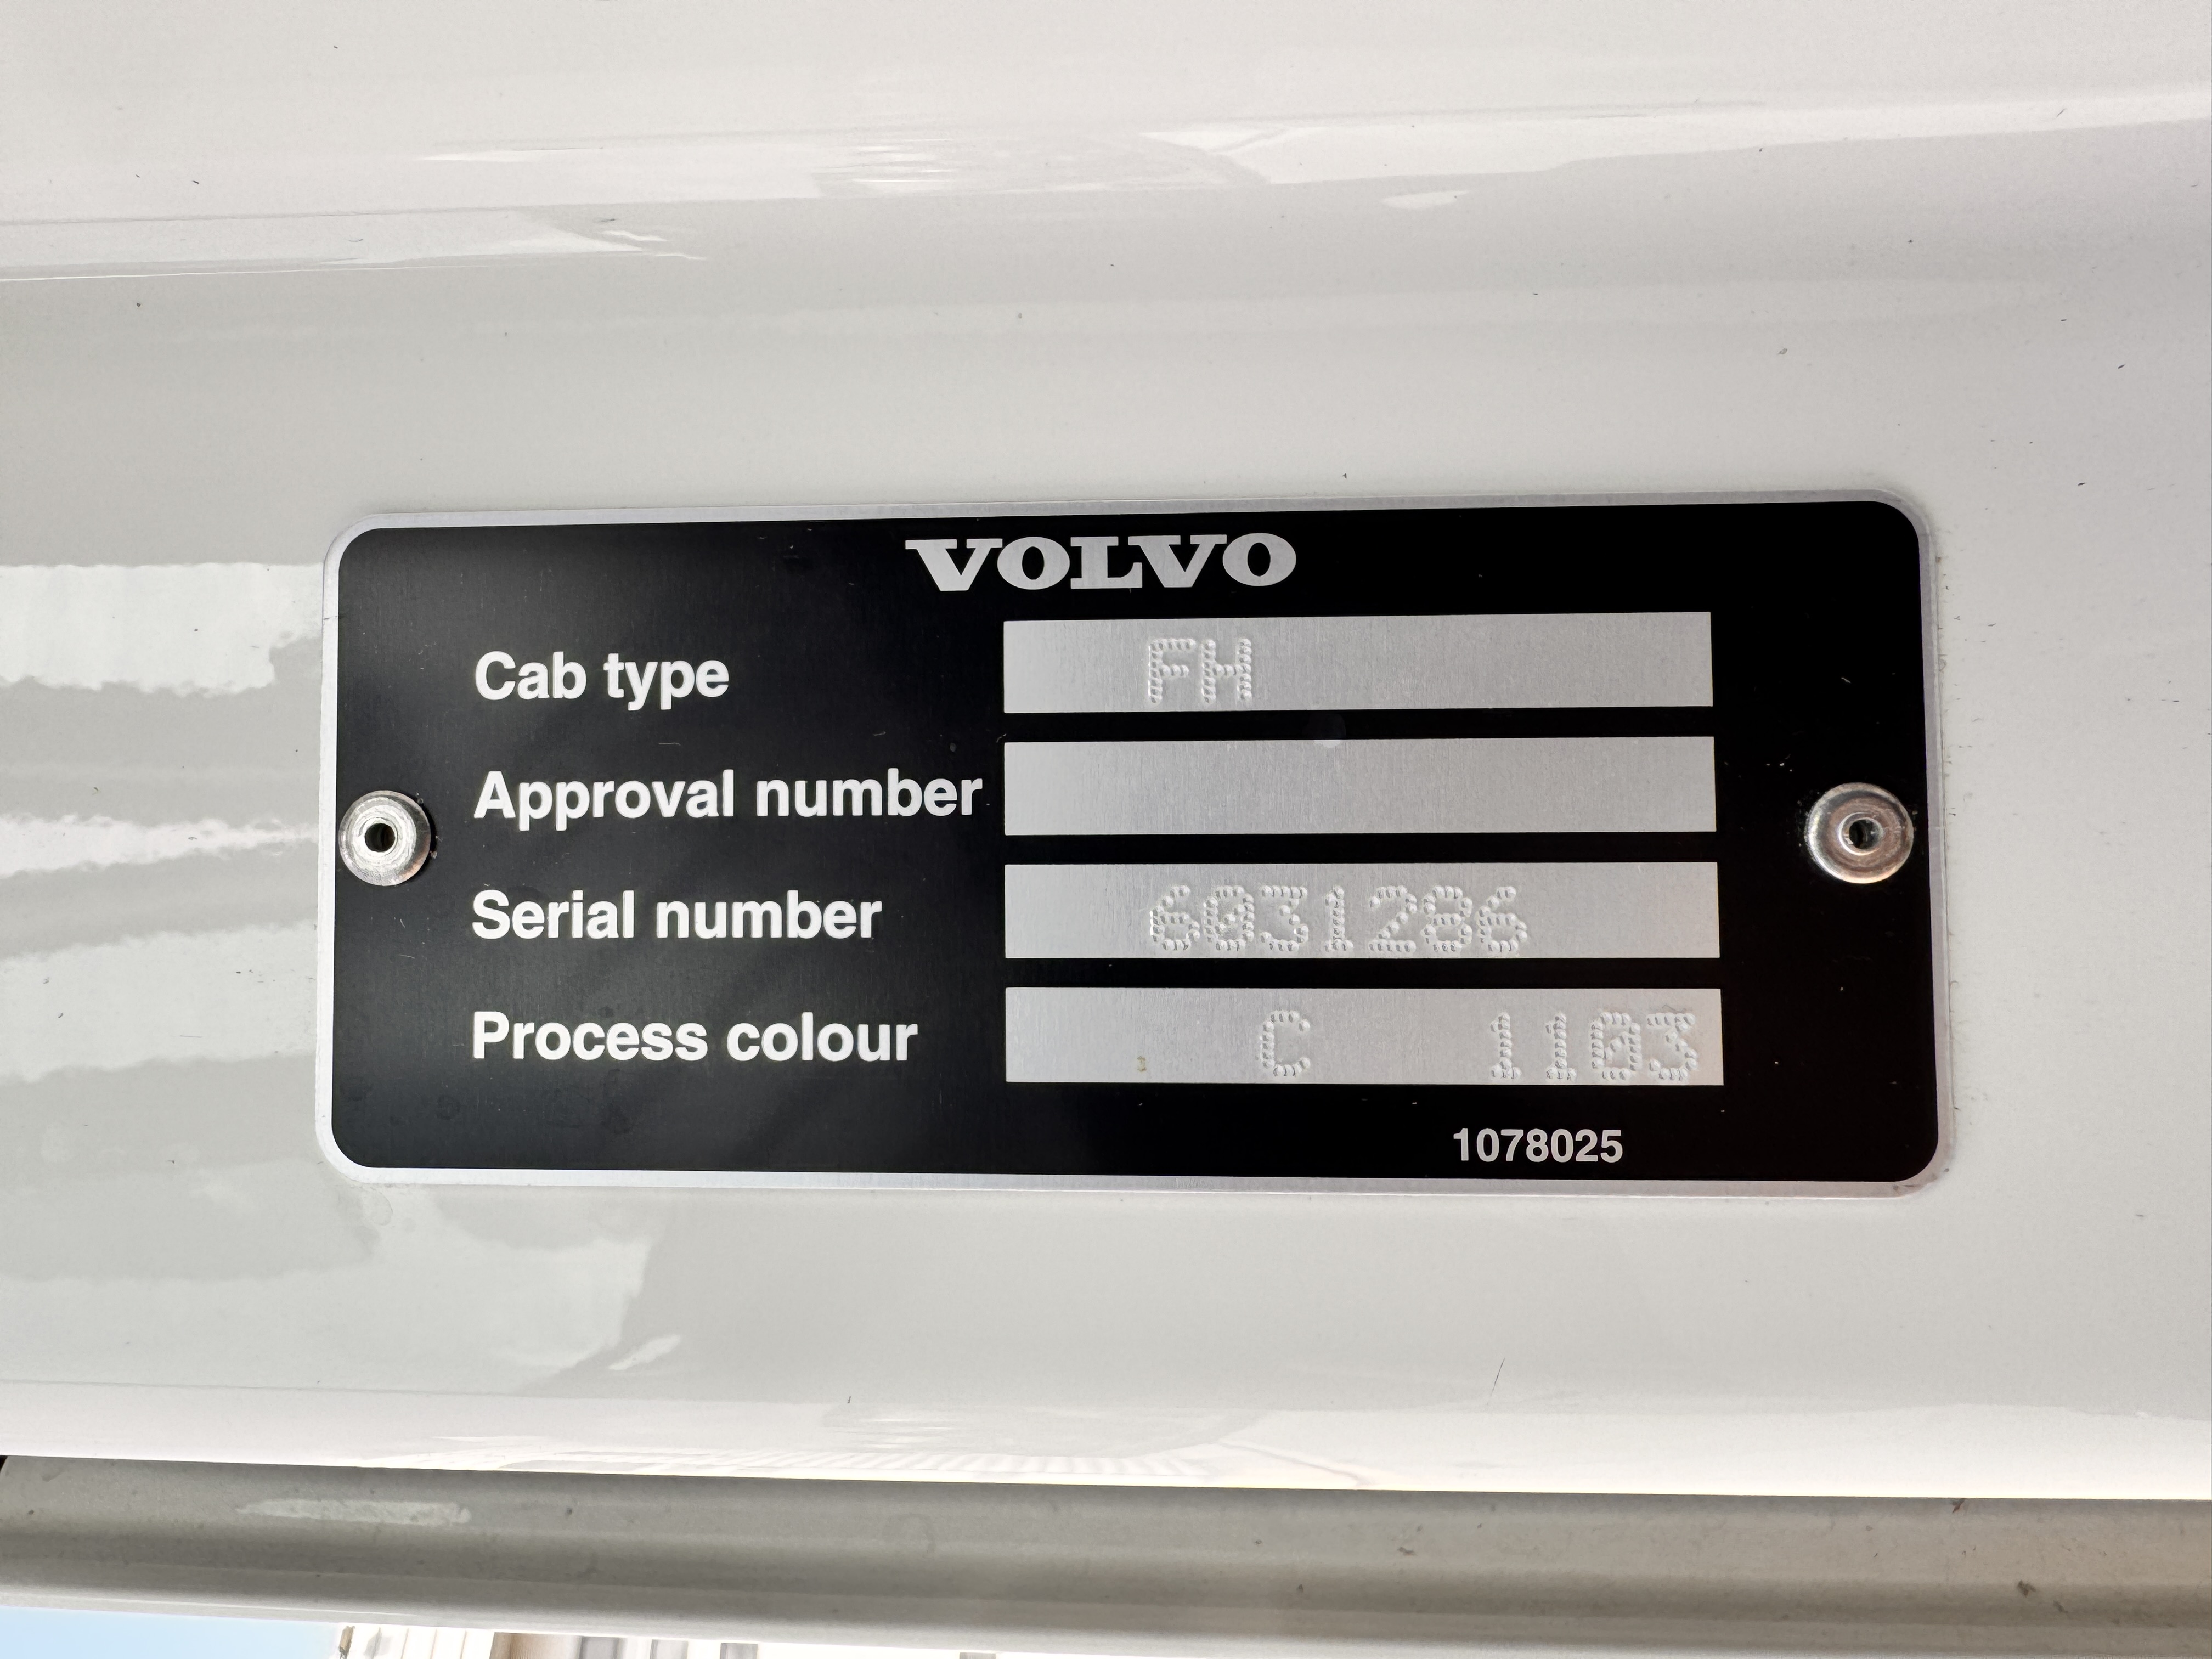 VOLVO
Cab type FH
Approval number
Serial number 6031286
Process colour C 1103
1078025